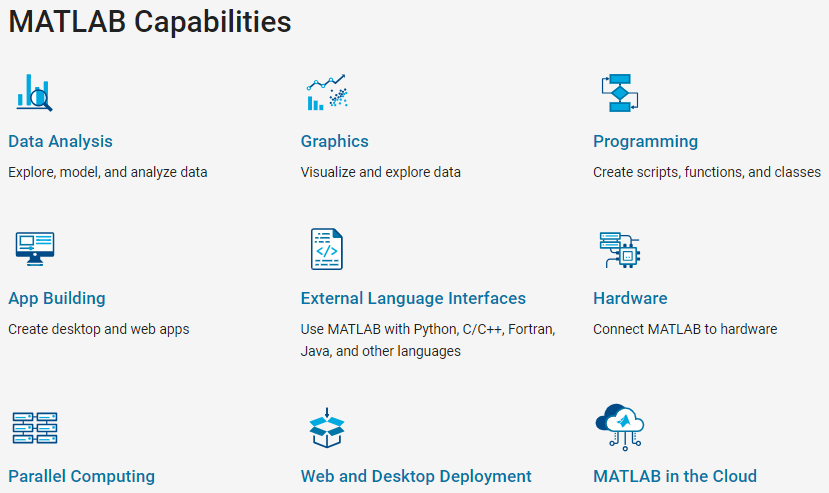 MATLAB Capabilities
Data Analysis
Explore, model, and analyze data
Graphics
Visualize and explore data
Programming
Create scripts, functions, and classes
App Building
Create desktop and web apps
External Language Interfaces
Use MATLAB with Python, C/C++, Fortran,
Java, and other languages
Hardware
Connect MATLAB to hardware
Parallel Computing
Web and Desktop Deployment
MATLAB in the Cloud